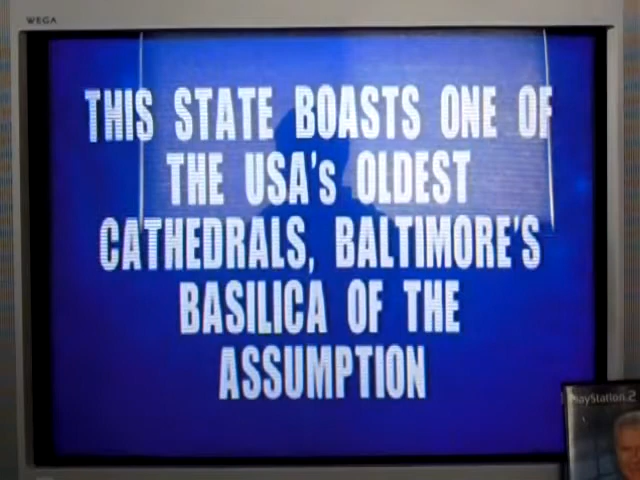 WEGA
THIS STATE BOASTS ONE OF
THE USA's OLDEST
CATHEDRALS, BALTIMORE'S
BASILICA OF THE
ASSUMPTION
PlayStation.2